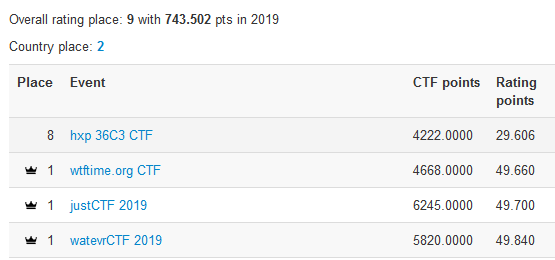 Overall rating place: 9 with 743.502 pts in 2019
Country place: 2
Place Event CTF points Rating points
8 hxp 36C3 CTF 4222.0000 29.606
1 wtftime.org CTF 4668.0000 49.660
1 justCTF 2019 6245.0000 49.700
1 watevrCTF 2019 5820.0000 49.840